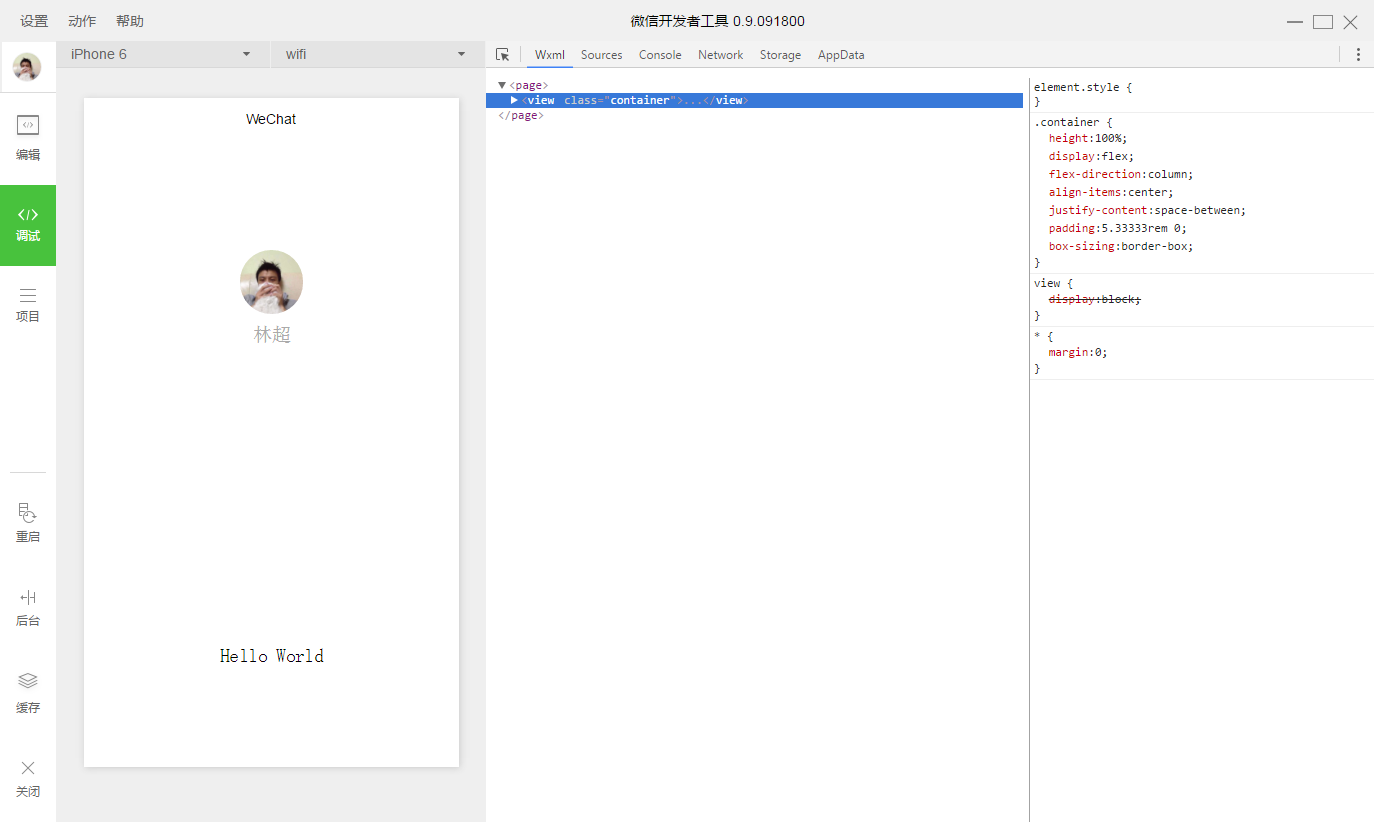 设置 动作 帮助 微信开发者工具 0.9.091800
iPhone 6 wifi Wxml Sources Console Network Storage AppData
编辑
调试
项目
重启
后台
缓存
关闭
WeChat
林超
Hello World
▼<page>
▶<view class="container">...</view>
</page>
element.style {
}
.container {
height:100%;
display:flex;
flex-direction:column;
align-items:center;
justify-content:space-between;
padding:5.33333rem 0;
box-sizing:border-box;
}
view {
display:block;
}
* {
margin:0;
}